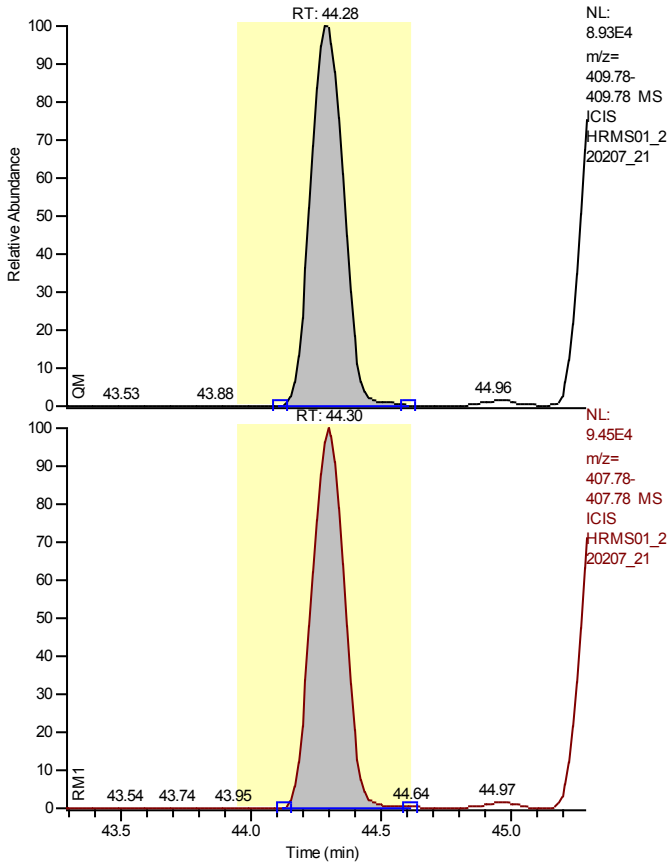 RT: 44.28
NL:
8.93E4
m/z=
409.78-
409.78 MS
ICIS
HRMS01_2
20207_21
100
90
80
70
60
50
40
30
20
10
0
Relative Abundance
QM
43.53 43.88 44.96
RT: 44.30
NL:
9.45E4
m/z=
407.78-
407.78 MS
ICIS
HRMS01_2
20207_21
100
90
80
70
60
50
40
30
20
10
0
RM1
43.54 43.74 43.95 44.64 44.97
43.5 44.0 44.5 45.0
Time (min)